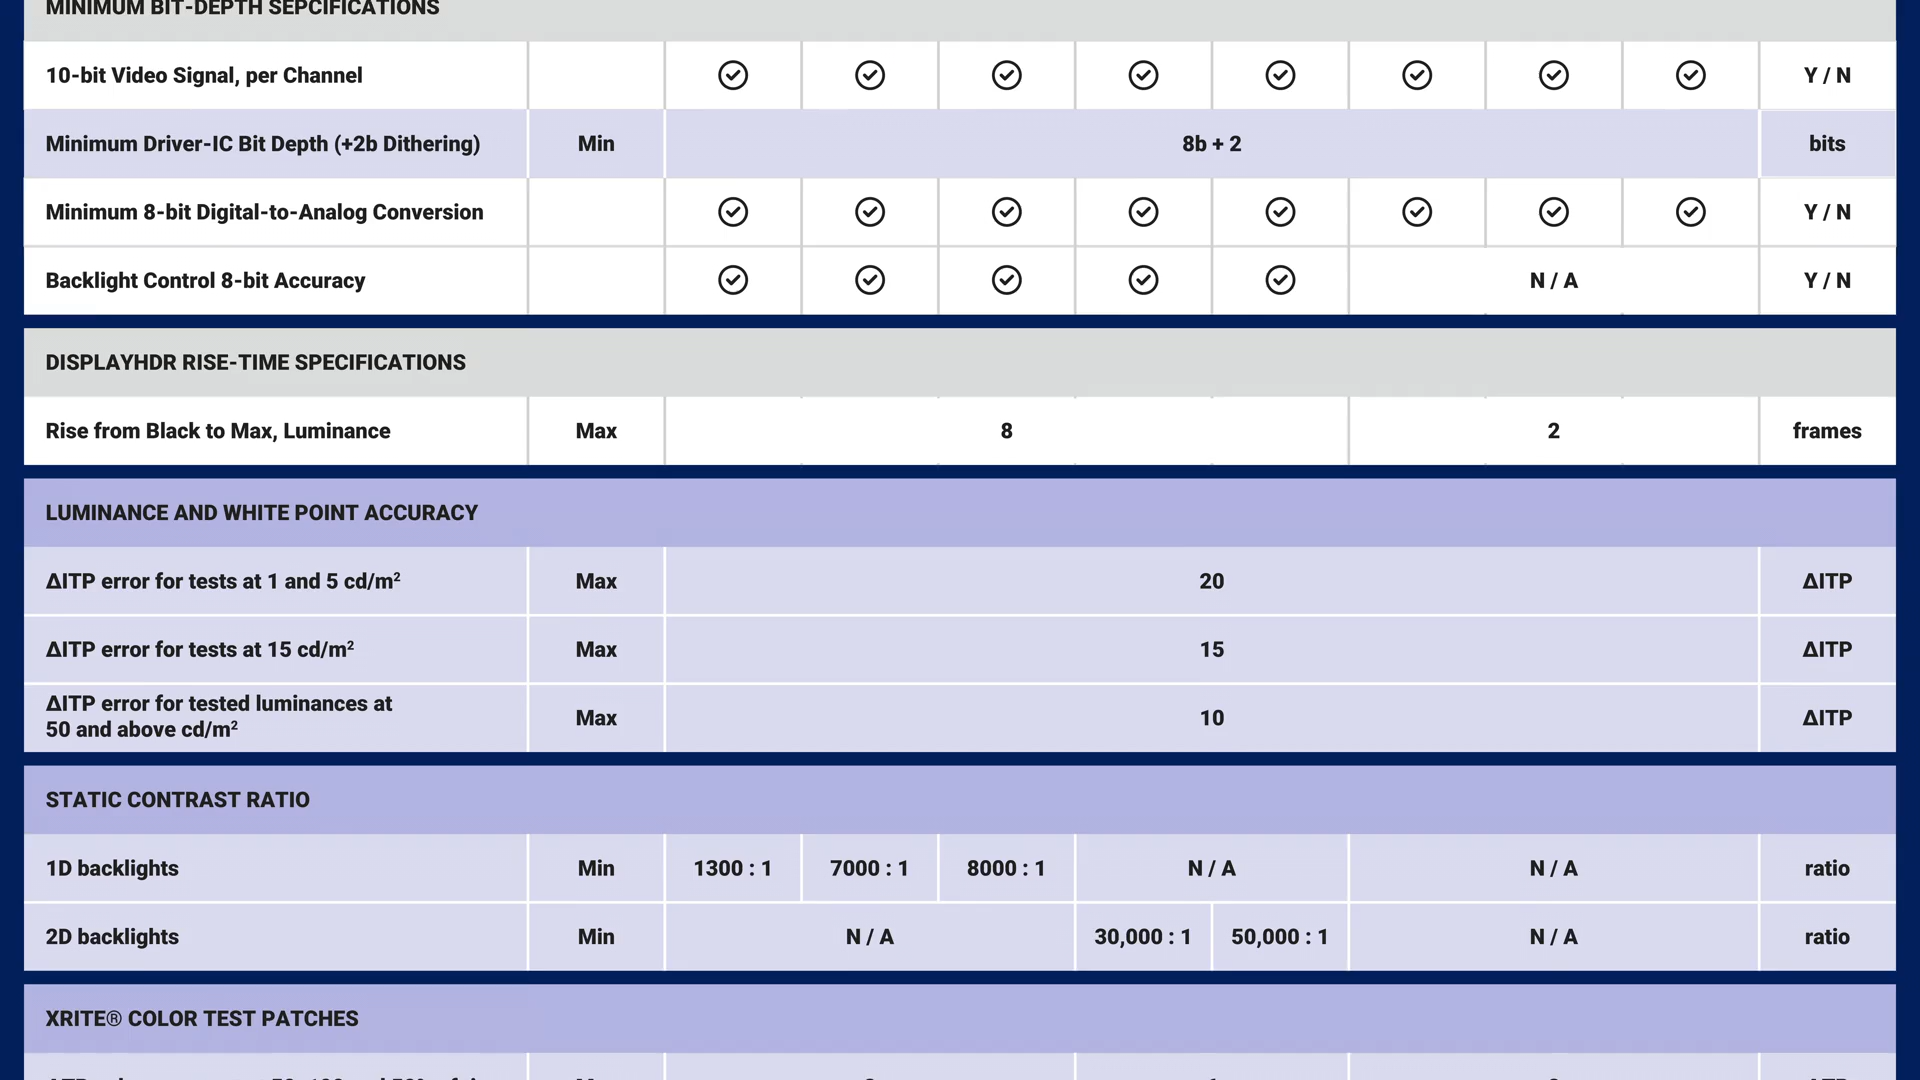 MINIMUM BIT-DEPTH SEPCIFICATIONS
10-bit Video Signal, per Channel Y / N
Minimum Driver-IC Bit Depth (+2b Dithering) Min 8b + 2 bits
Minimum 8-bit Digital-to-Analog Conversion Y / N
Backlight Control 8-bit Accuracy N / A Y / N
DISPLAYHDR RISE-TIME SPECIFICATIONS
Rise from Black to Max, Luminance Max 8 2 frames
LUMINANCE AND WHITE POINT ACCURACY
ΔITP error for tests at 1 and 5 cd/m² Max 20 ΔITP
ΔITP error for tests at 15 cd/m² Max 15 ΔITP
ΔITP error for tested luminances at
50 and above cd/m² Max 10 ΔITP
STATIC CONTRAST RATIO
1D backlights Min 1300 : 1 7000 : 1 8000 : 1 N / A N / A ratio
2D backlights Min N / A 30,000 : 1 50,000 : 1 N / A ratio
XRITE® COLOR TEST PATCHES